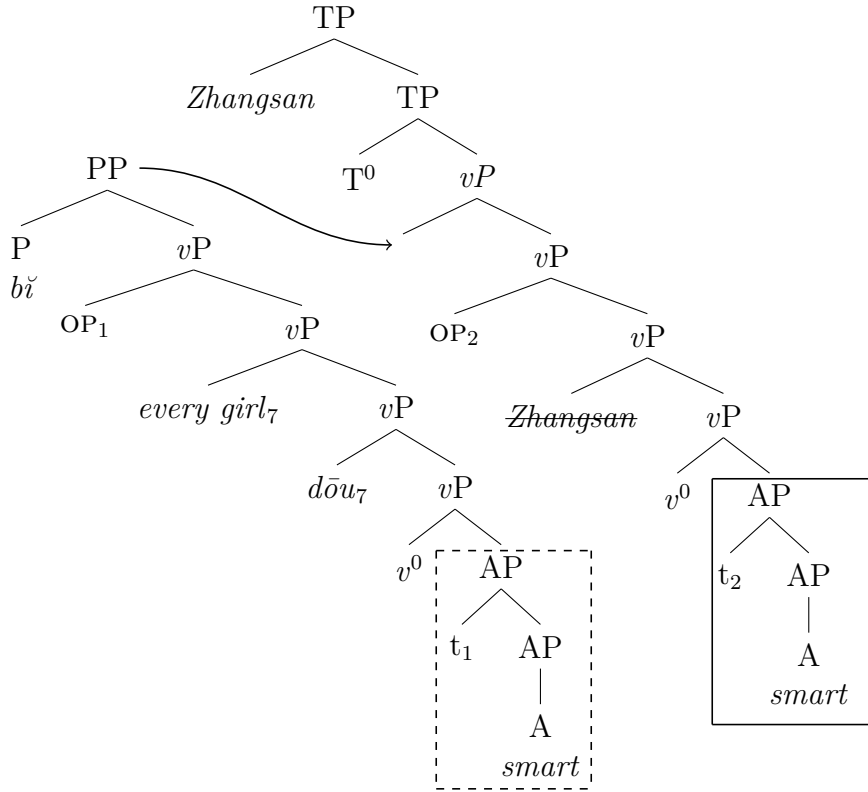 TP
Zhangsan TP
PP T⁰ vP
P vP vP
bĭ
OP₁ vP OP₂ vP
every girl₇ vP Zhangsan vP
dōu₇ vP v⁰ AP
v⁰ AP t₂ AP
t₁ AP A
smart
A
smart